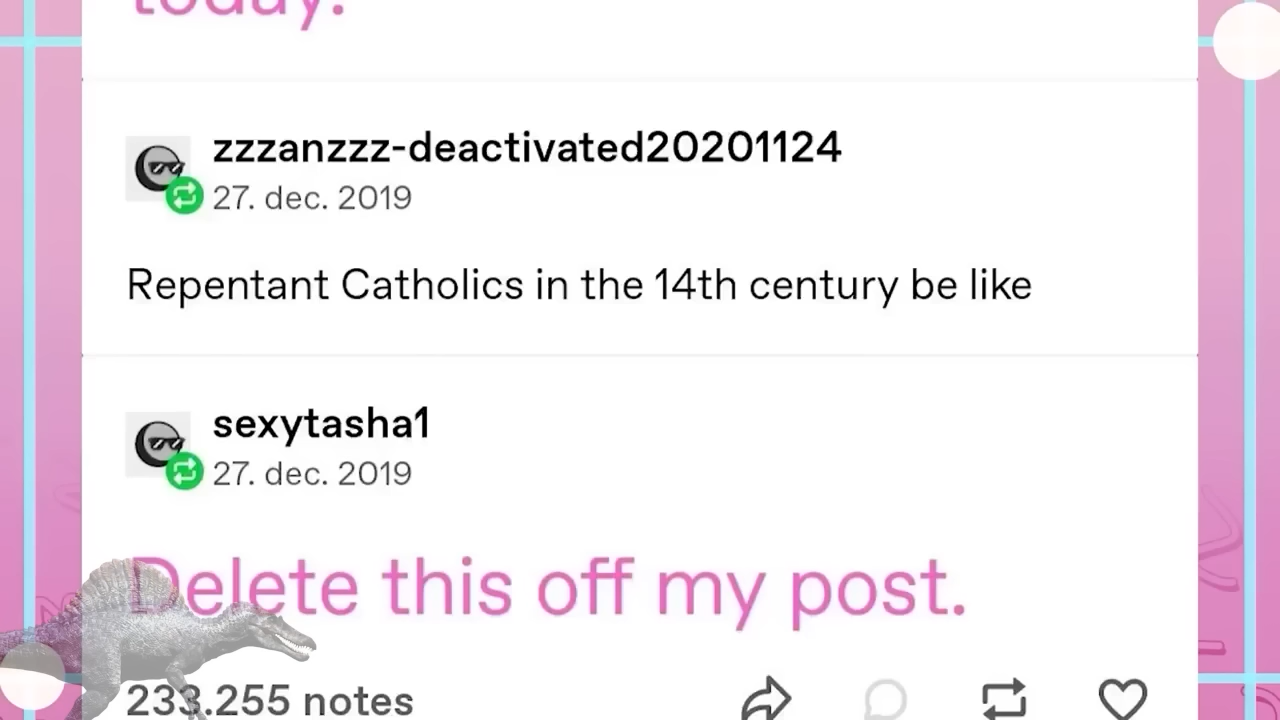 today.
zzzanzzz-deactivated20201124
27. dec. 2019
Repentant Catholics in the 14th century be like
sexytasha1
27. dec. 2019
Delete this off my post.
233.255 notes